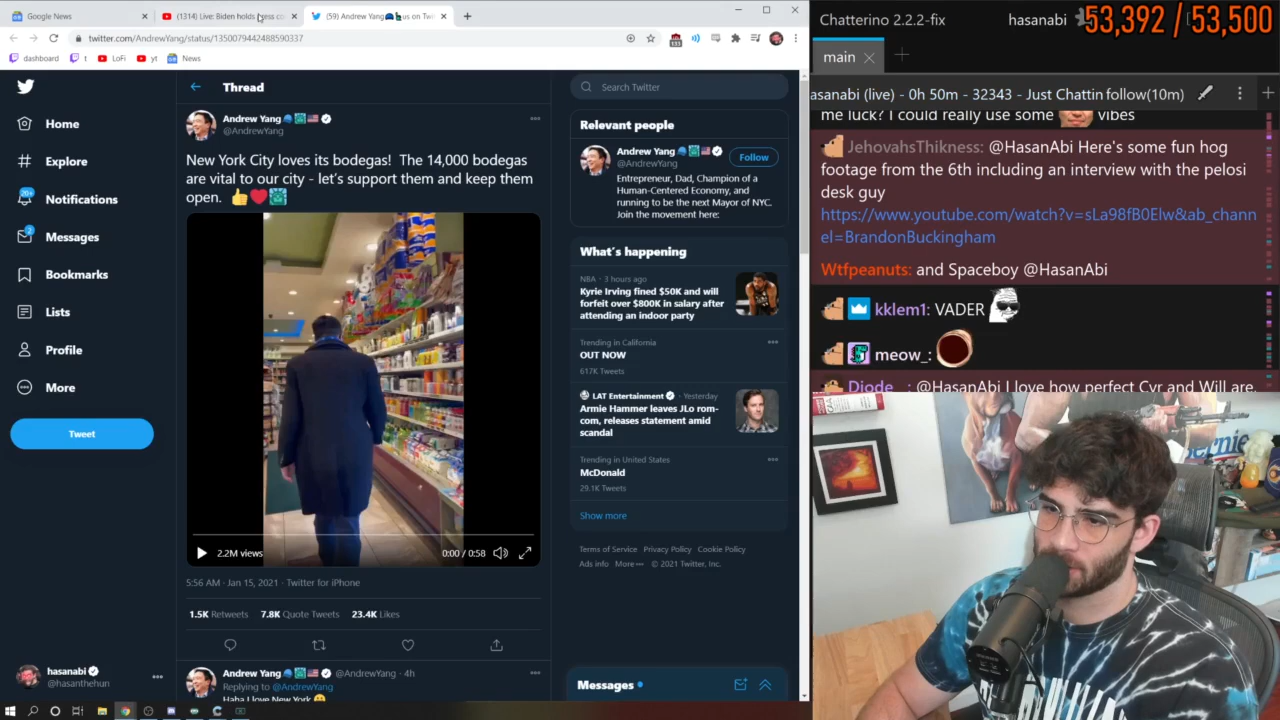 Google News
(1314) Live: Biden holds press co
(59) Andrew Yang us on Twi
twitter.com/AndrewYang/status/1350079442488590337
dashboard
t
LoFi
yt
News
Home
Explore
20+
Notifications
2
Messages
Bookmarks
Lists
Profile
More
Tweet
hasanabi
@hasanthehun
Thread
Andrew Yang
@AndrewYang
New York City loves its bodegas! The 14,000 bodegas
are vital to our city - let's support them and keep them
open.
2.2M views
0:00 / 0:58
5:56 AM · Jan 15, 2021 · Twitter for iPhone
1.5K Retweets 7.8K Quote Tweets 23.4K Likes
Andrew Yang @AndrewYang · 4h
Replying to @AndrewYang
Haha I love New York
Search Twitter
Relevant people
Andrew Yang
@AndrewYang
Follow
Entrepreneur, Dad, Champion of a
Human-Centered Economy, and
running to be the next Mayor of NYC.
Join the movement here:
What's happening
NBA · 3 hours ago
Kyrie Irving fined $50K and will
forfeit over $800K in salary after
attending an indoor party
Trending in California
OUT NOW
617K Tweets
LAT Entertainment · Yesterday
Armie Hammer leaves JLo rom-
com, releases statement amid
scandal
Trending in United States
McDonald
29.1K Tweets
Show more
Terms of Service Privacy Policy Cookie Policy
Ads info More © 2021 Twitter, Inc.
Messages
Chatterino 2.2.2-fix
hasanabi
53,392 / 53,500
main
asanabi (live) - 0h 50m - 32343 - Just Chattin follow(10m)
me luck? I could really use some vibes
JehovahsThikness: @HasanAbi Here's some fun hog
footage from the 6th including an interview with the pelosi
desk guy
https://www.youtube.com/watch?v=sLa98fB0Elw&ab_chann
el=BrandonBuckingham
Wtfpeanuts: and Spaceboy @HasanAbi
kklem1: VADER
meow_:
Diode_: @HasanAbi I love how perfect Cyr and Will are
Bernie